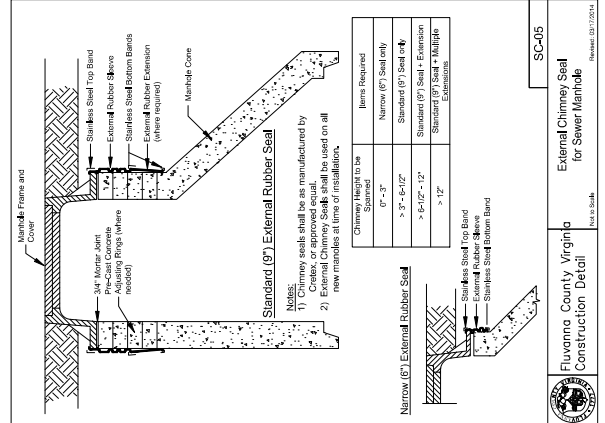 Manhole Frame and
Cover
3/4" Mortar Joint
Pre-Cast Concrete
Adjusting Rings (where
needed)
Stainless Steel Top Band
External Rubber Sleeve
Stainless Steel Bottom Bands
External Rubber Extension
(where required)
Manhole Cone
Standard (9") External Rubber Seal
Notes:
1) Chimney seals shall be as manufactured by
Cretex, or approved equal.
2) External Chimney Seals shall be used on all
new manoles at time of installation.
Chimney Height to be
Spanned
Items Required
0" - 3"
Narrow (6") Seal only
> 3" - 6-1/2"
Standard (9") Seal only
> 6-1/2" - 12"
Standard (9") Seal + Extension
> 12"
Standard (9") Seal + Multiple
Extensions
Narrow (6") External Rubber Seal
Stainless Steel Top Band
External Rubber Sleeve
Stainless Steel Bottom Band
SC-05
Fluvanna County Virginia
Construction Detail
External Chimney Seal
for Sewer Manhole
Not to Scale
Revised: 03/17/2014